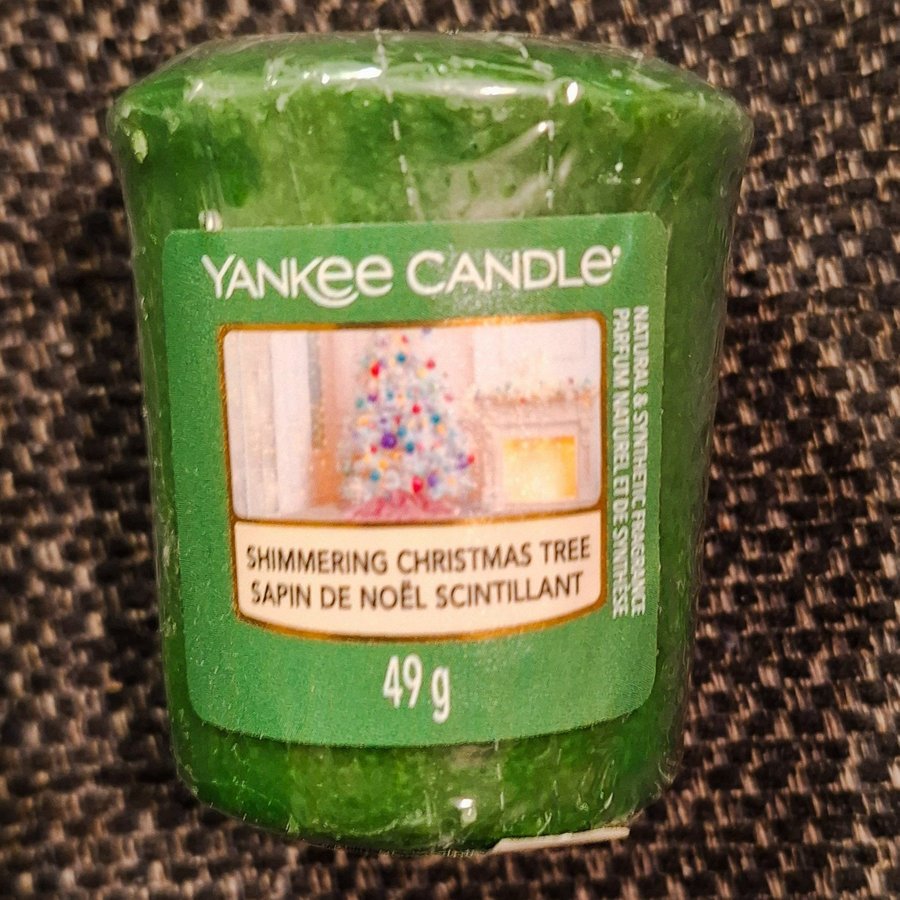 YANKEE CANDLE®
SHIMMERING CHRISTMAS TREE
SAPIN DE NOËL SCINTILLANT
49 g
NATURAL & SYNTHETIC FRAGRANCE
PARFUM NATUREL ET DE SYNTHÈSE